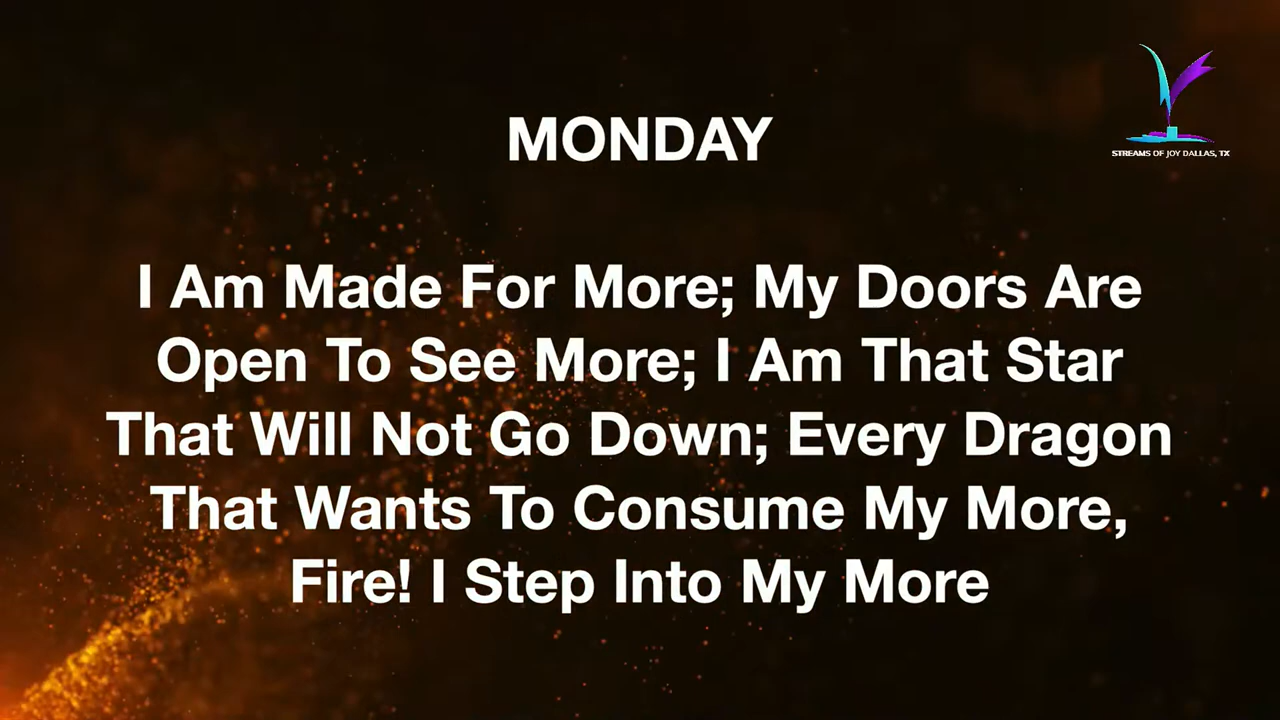 STREAMS OF JOY DALLAS, TX
MONDAY
I Am Made For More; My Doors Are
Open To See More; I Am That Star
That Will Not Go Down; Every Dragon
That Wants To Consume My More,
Fire! I Step Into My More